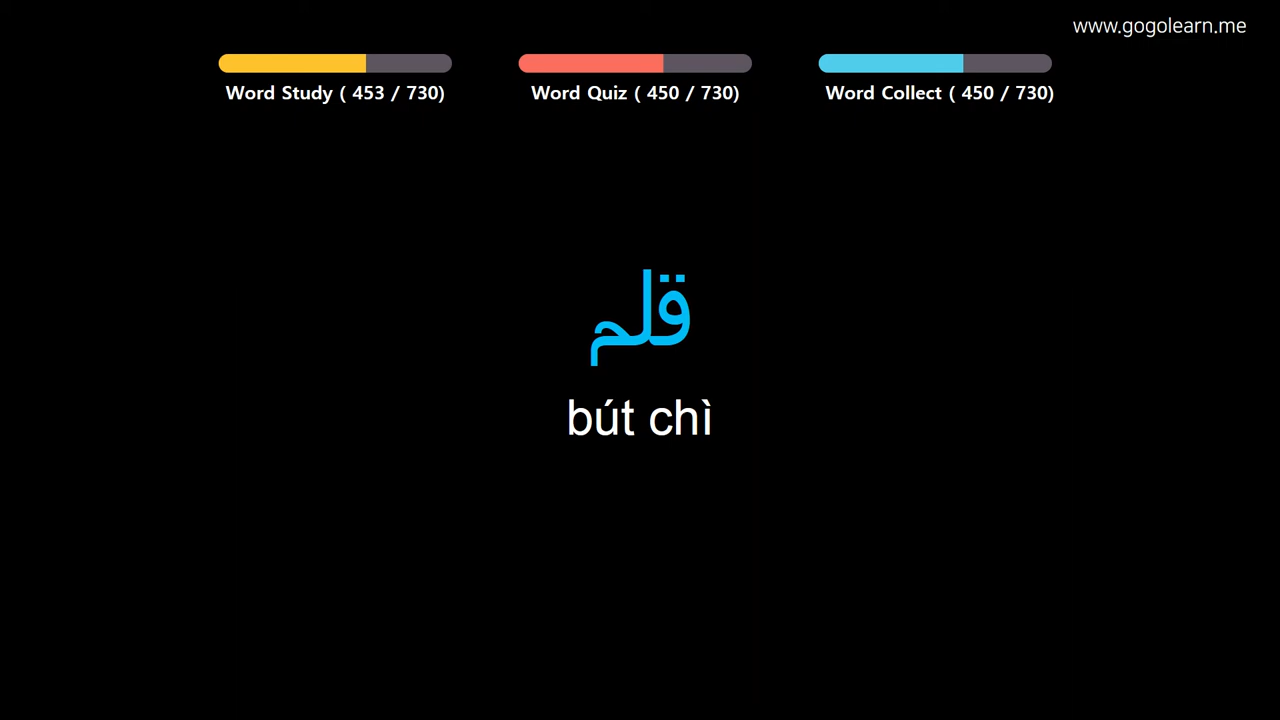 www.gogolearn.me
Word Study ( 453 / 730)
Word Quiz ( 450 / 730)
Word Collect ( 450 / 730)
قلم
bút chì